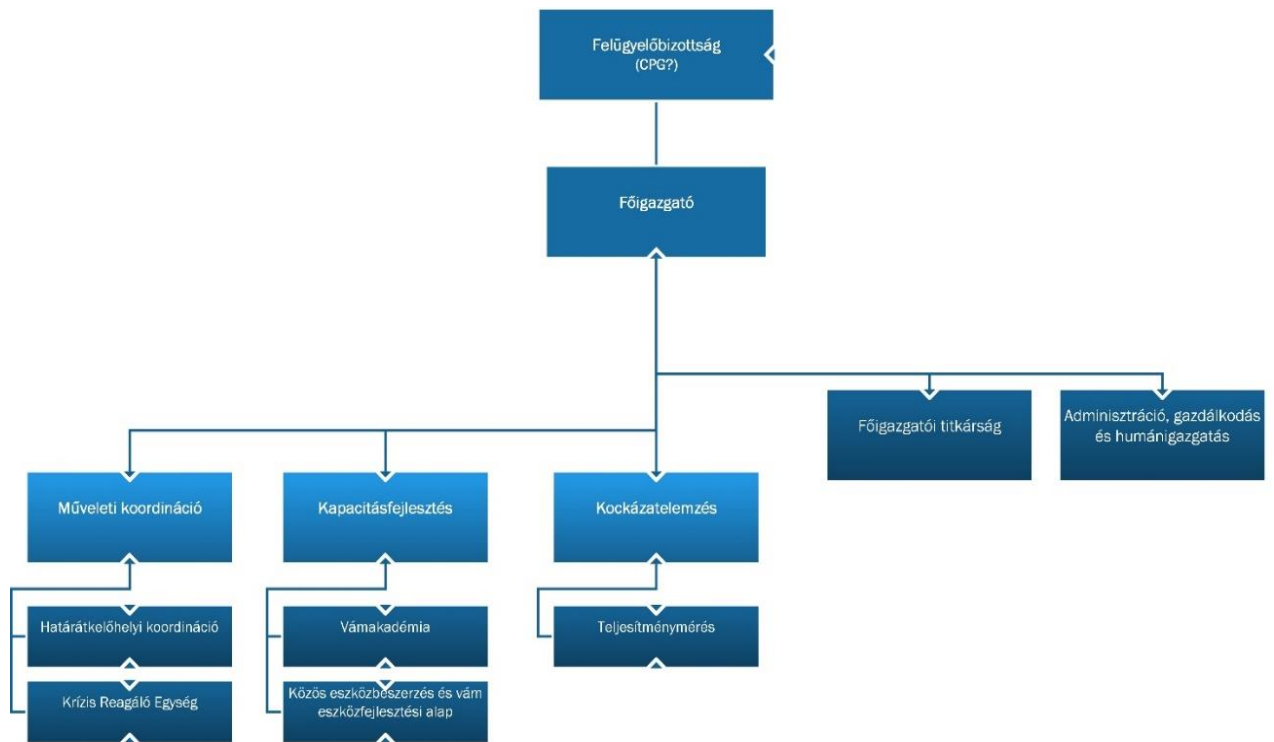 Felügyelőbizottság
(CPG?)
Főigazgató
Főigazgatói titkárság
Adminisztráció, gazdálkodás
és humánigazgatás
Műveleti koordináció
Kapacitásfejlesztés
Kockázatelemzés
Határátkelőhelyi koordináció
Vámakadémia
Teljesítménymérés
Krízis Reagáló Egység
Közös eszközbeszerzés és vám
eszközfejlesztési alap